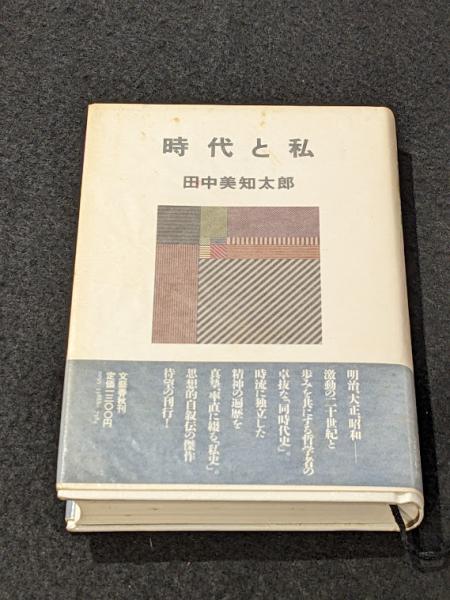 時代と私
田中美知太郎
明治、大正、昭和――
激動の二十世紀と
歩みを共にする哲学者の
卓抜な「同時代史」。
時流に独立した
精神の遍歴を
真摯、率直に綴る「私史」。
思想的自叙伝の傑作
待望の刊行!
文藝春秋刊
定価一三〇〇円